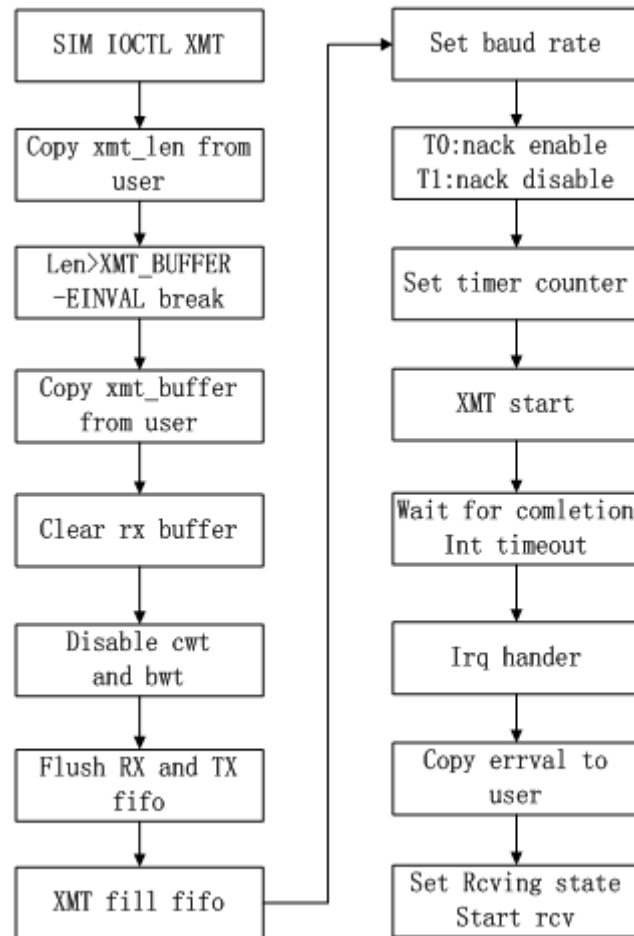 SIM IOCTL XMT
Copy xmt_len from
user
Len>XMT_BUFFER
-EINVAL break
Copy xmt_buffer
from user
Clear rx buffer
Disable cwt
and bwt
Flush RX and TX
fifo
XMT fill fifo
Set baud rate
T0:nack enable
T1:nack disable
Set timer counter
XMT start
Wait for comletion
Int timeout
Irq hander
Copy errval to
user
Set Rcving state
Start rcv